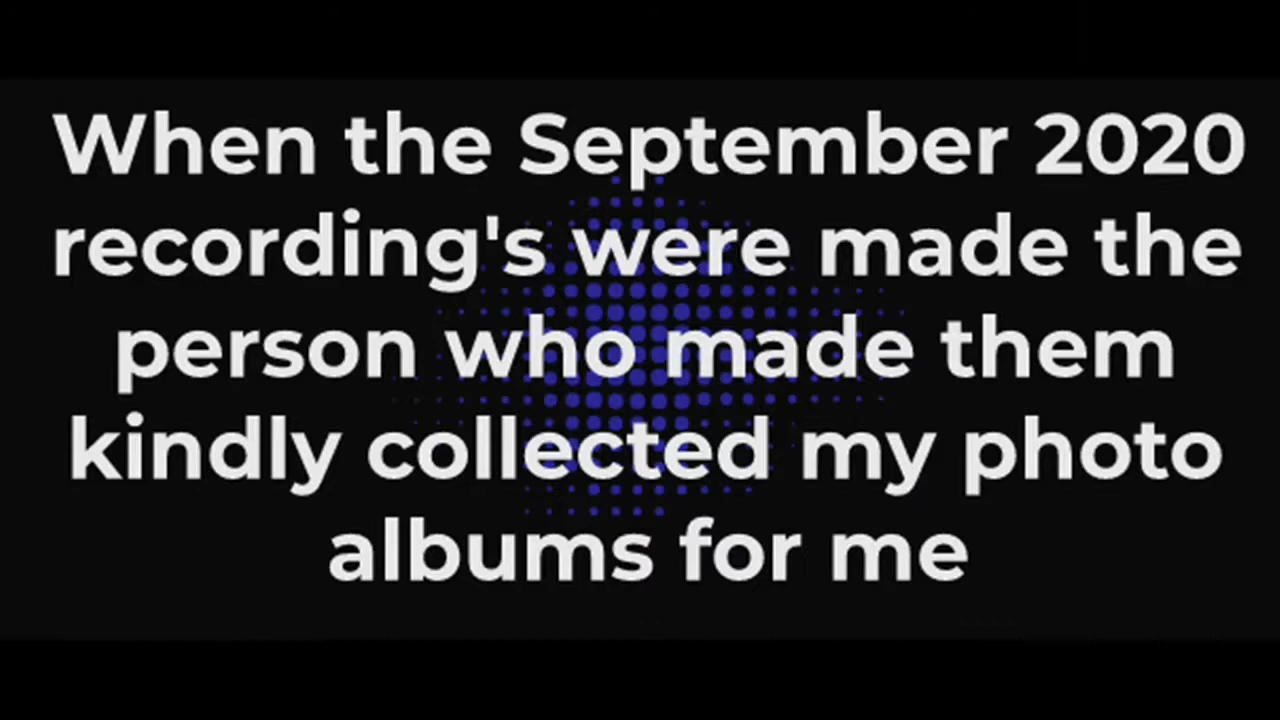 When the September 2020
recording's were made the
person who made them
kindly collected my photo
albums for me